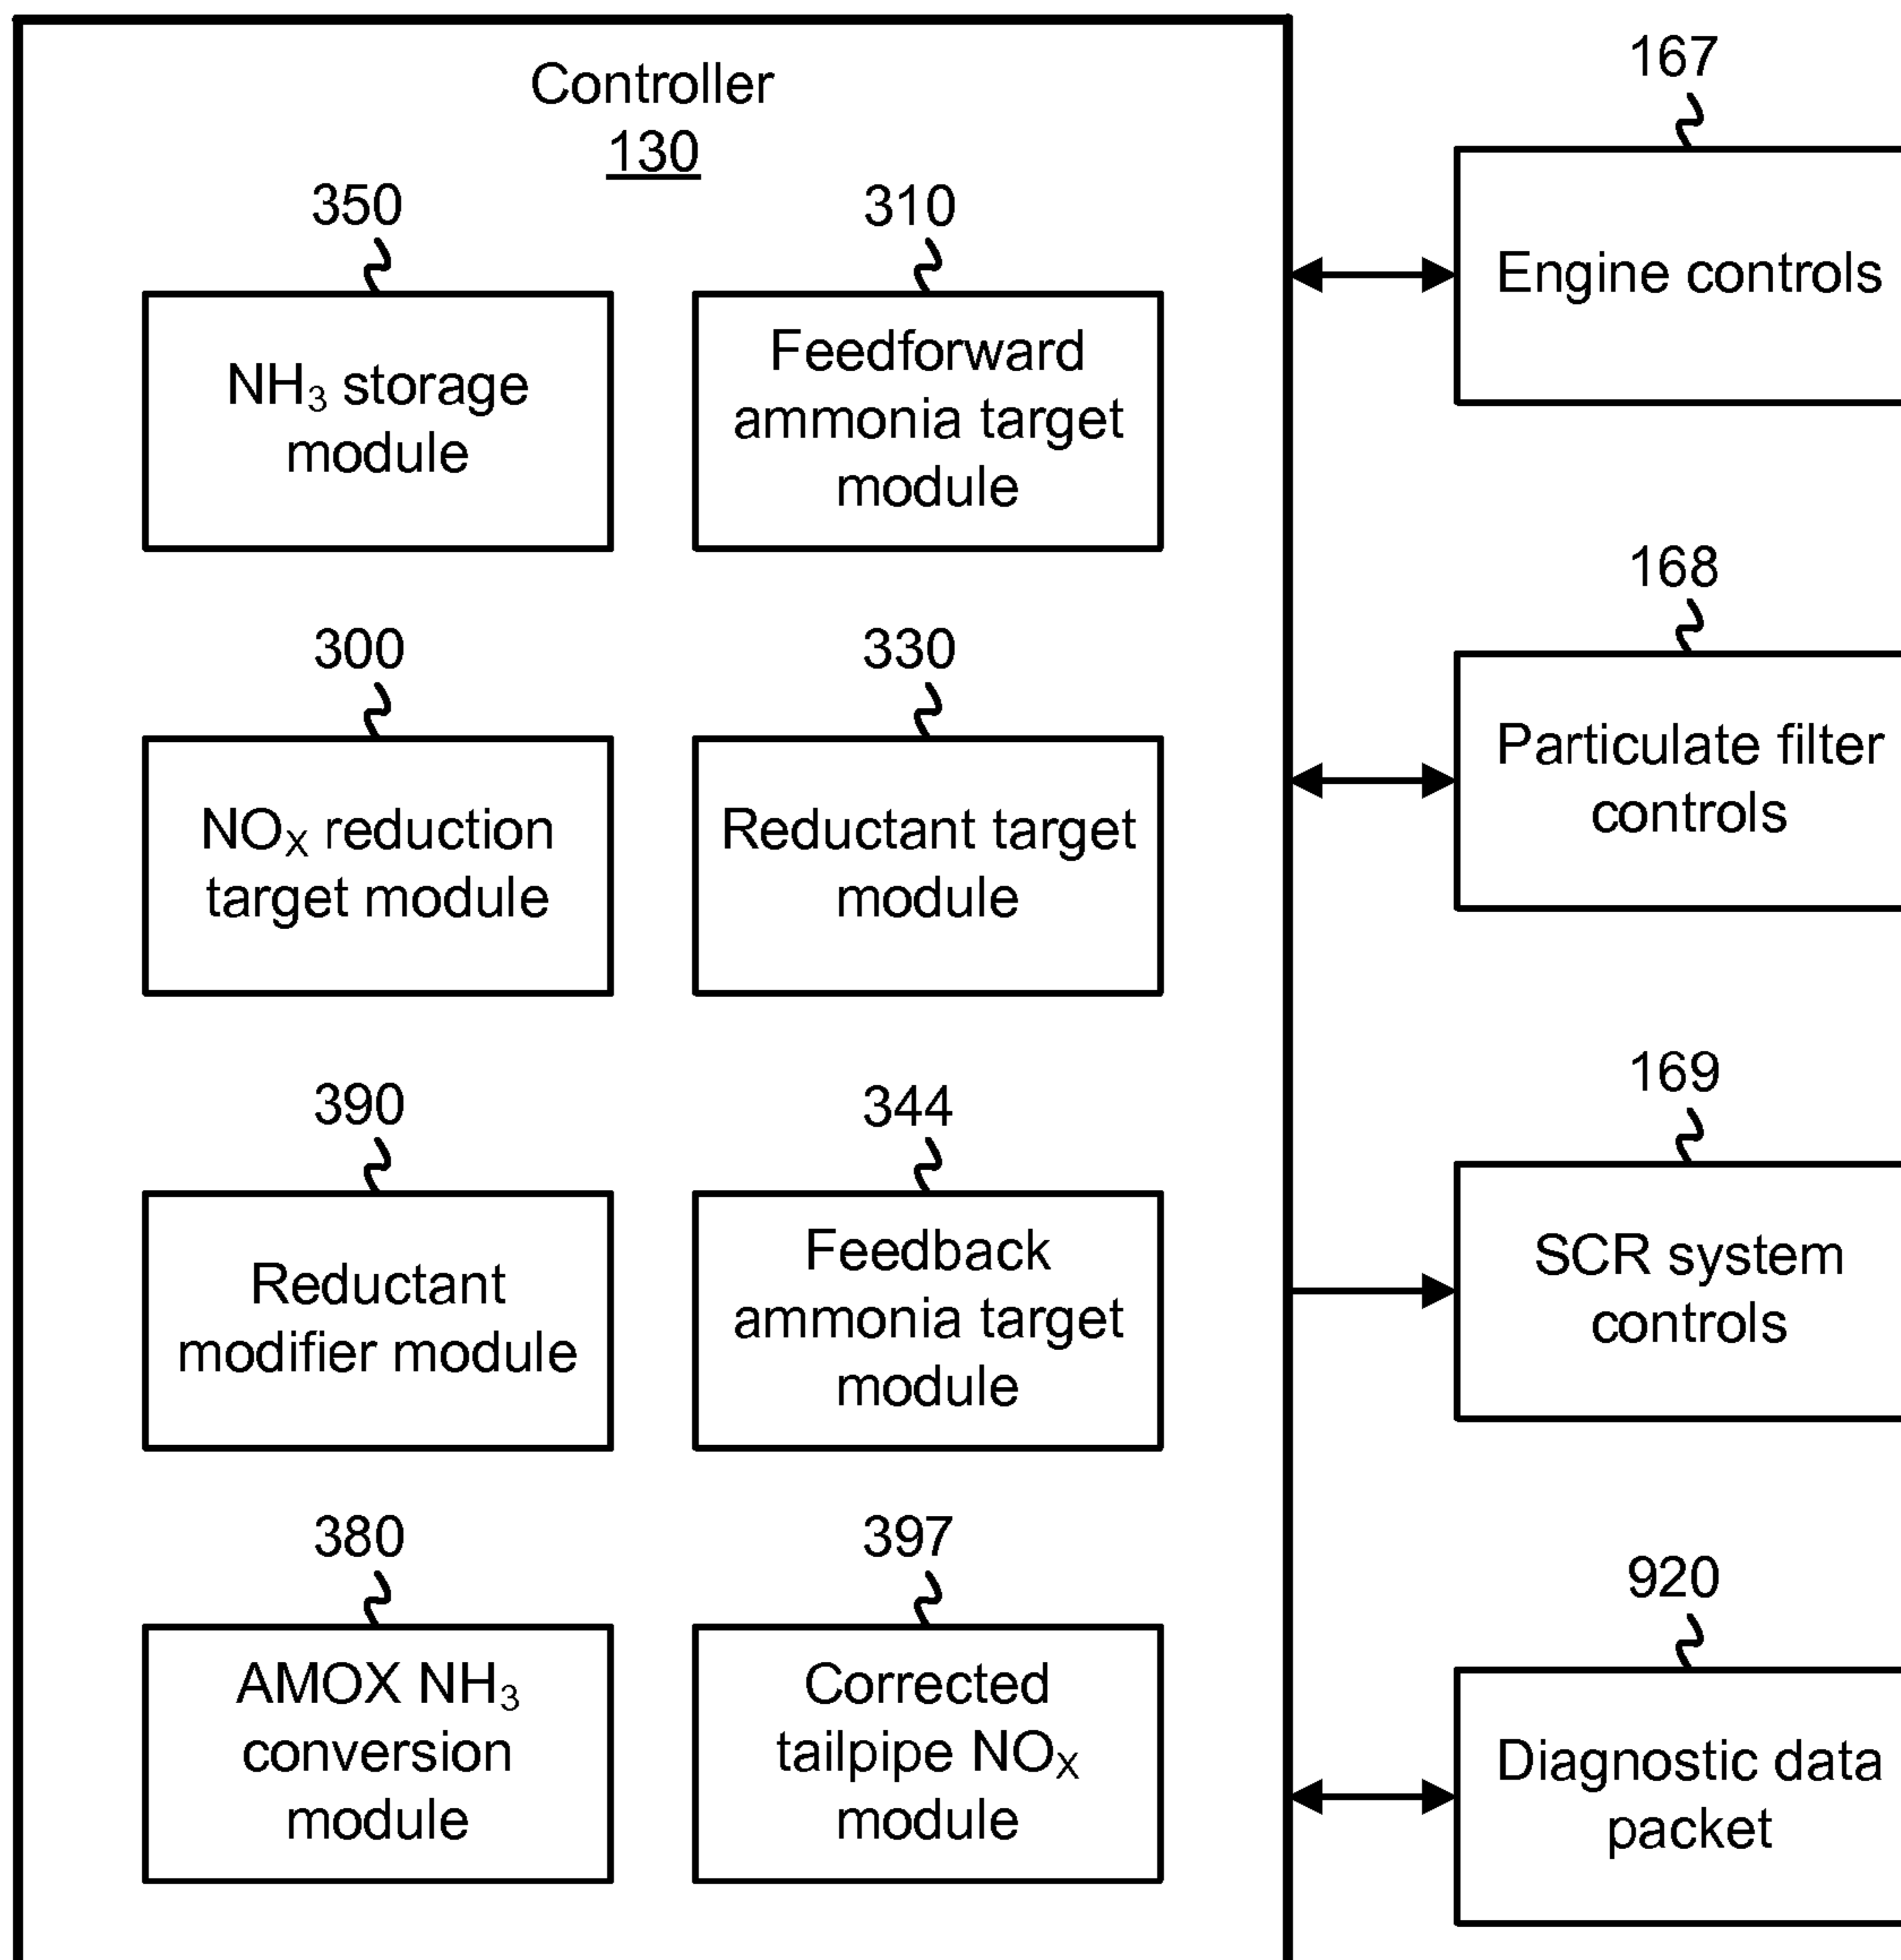 Controller
130
350
NH₃ storage
module
310
Feedforward
ammonia target
module
300
NOₓ reduction
target module
330
Reductant target
module
390
Reductant
modifier module
344
Feedback
ammonia target
module
380
AMOX NH₃
conversion
module
397
Corrected
tailpipe NOₓ
module
167
Engine controls
168
Particulate filter
controls
169
SCR system
controls
920
Diagnostic data
packet